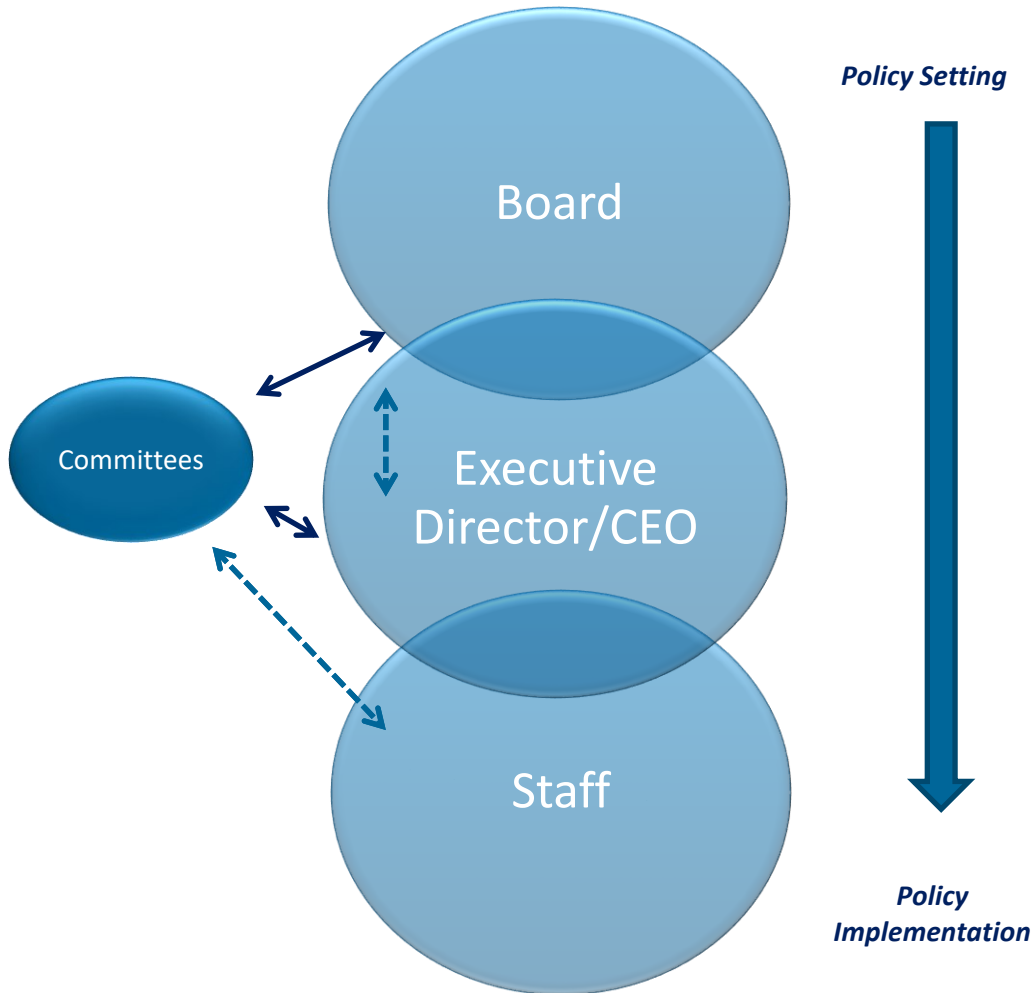 Policy Setting
Board
Committees
Executive
Director/CEO
Staff
Policy
Implementation